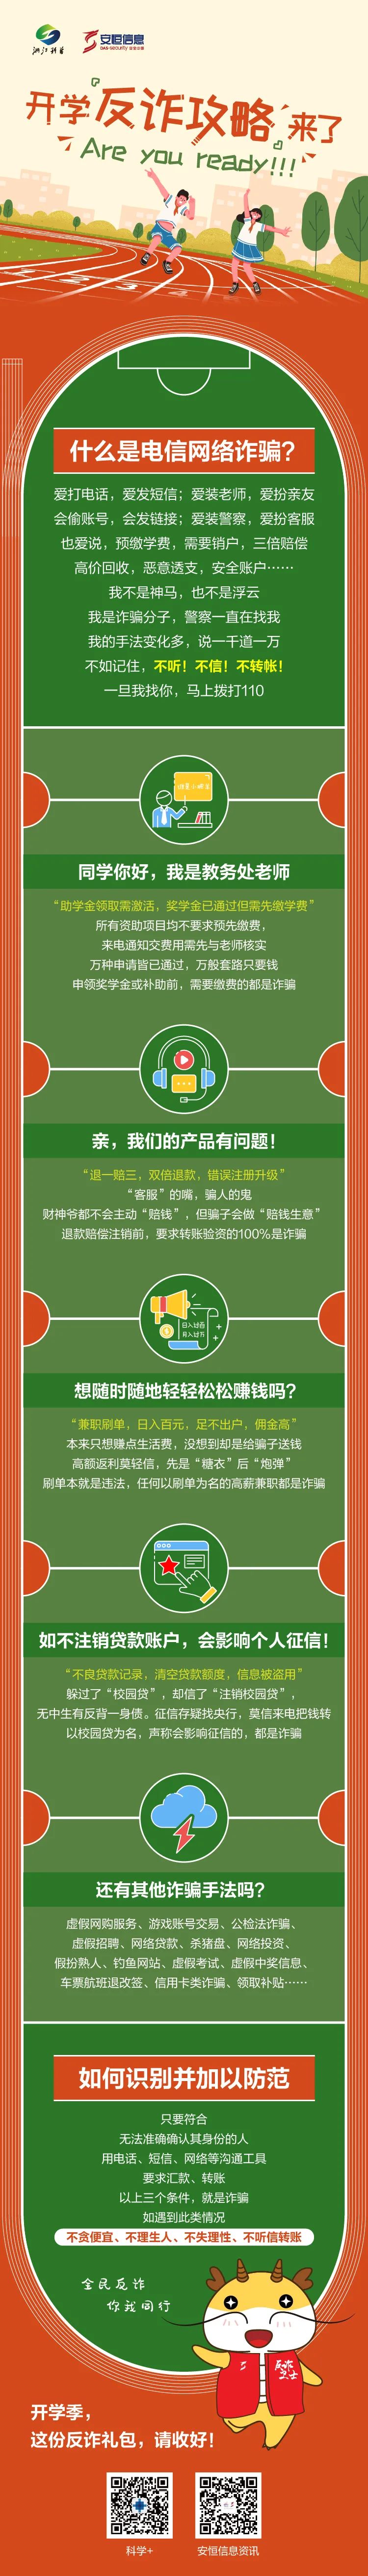 浙江科普
安恒信息
DAS-security
开学反诈攻略来了
Are you ready!!!
什么是电信网络诈骗?
爱打电话，爱发短信；爱装老师，爱扮亲友
会偷账号，会发链接；爱装警察，爱扮客服
也爱说，预缴学费，需要销户，三倍赔偿
高价回收，恶意透支，安全账户……
我不是神马，也不是浮云
我是诈骗分子，警察一直在找我
我的手法变化多，说一千道一万
不如记住，不听！不信！不转帐！
一旦我找你，马上拨打110
同学你好，我是教务处老师
“助学金领取需激活，奖学金已通过但需先缴学费”
所有资助项目均不要求预先缴费，
来电通知交费用需先与老师核实
万种申请皆已通过，万般套路只要钱
申领奖学金或补助前，需要缴费的都是诈骗
亲，我们的产品有问题！
“退一赔三，双倍退款，错误注册升级”
“客服”的嘴，骗人的鬼
财神爷都不会主动“赔钱”，但骗子会做“赔钱生意”
退款赔偿注销前，要求转账验资的100%是诈骗
日入过百
月入过万
想随时随地轻轻松松赚钱吗?
“兼职刷单，日入百元，足不出户，佣金高”
本来只想赚点生活费，没想到却是给骗子送钱
高额返利莫轻信，先是“糖衣”后“炮弹”
刷单本就是违法，任何以刷单为名的高薪兼职都是诈骗
如不注销贷款账户，会影响个人征信！
“不良贷款记录，清空贷款额度，信息被盗用”
躲过了“校园贷”，却信了“注销校园贷”，
无中生有反背一身债。征信存疑找央行，莫信来电把钱转
以校园贷为名，声称会影响征信的，都是诈骗
还有其他诈骗手法吗?
虚假网购服务、游戏账号交易、公检法诈骗、
虚假招聘、网络贷款、杀猪盘、网络投资、
假扮熟人、钓鱼网站、虚假考试、虚假中奖信息、
车票航班退改签、信用卡类诈骗、领取补贴……
如何识别并加以防范
只要符合
无法准确确认其身份的人
用电话、短信、网络等沟通工具
要求汇款、转账
以上三个条件，就是诈骗
如遇到此类情况
不贪便宜、不理生人、不失理性、不听信转账
全民反诈
你我同行
开学季，
这份反诈礼包，请收好！
科学+
安恒信息资讯